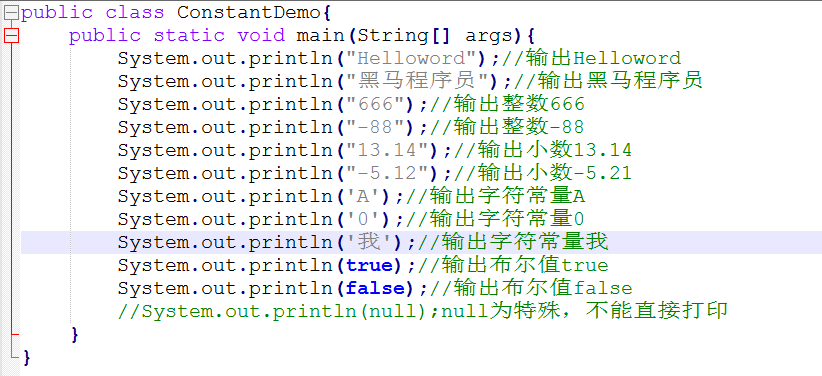 public class ConstantDemo{
public static void main(String[] args){
System.out.println("Helloword");//输出Helloword
System.out.println("黑马程序员");//输出黑马程序员
System.out.println("666");//输出整数666
System.out.println("-88");//输出整数-88
System.out.println("13.14");//输出小数13.14
System.out.println("-5.12");//输出小数-5.21
System.out.println('A');//输出字符常量A
System.out.println('0');//输出字符常量0
System.out.println('我');//输出字符常量我
System.out.println(true);//输出布尔值true
System.out.println(false);//输出布尔值false
//System.out.println(null);null为特殊，不能直接打印
}
}